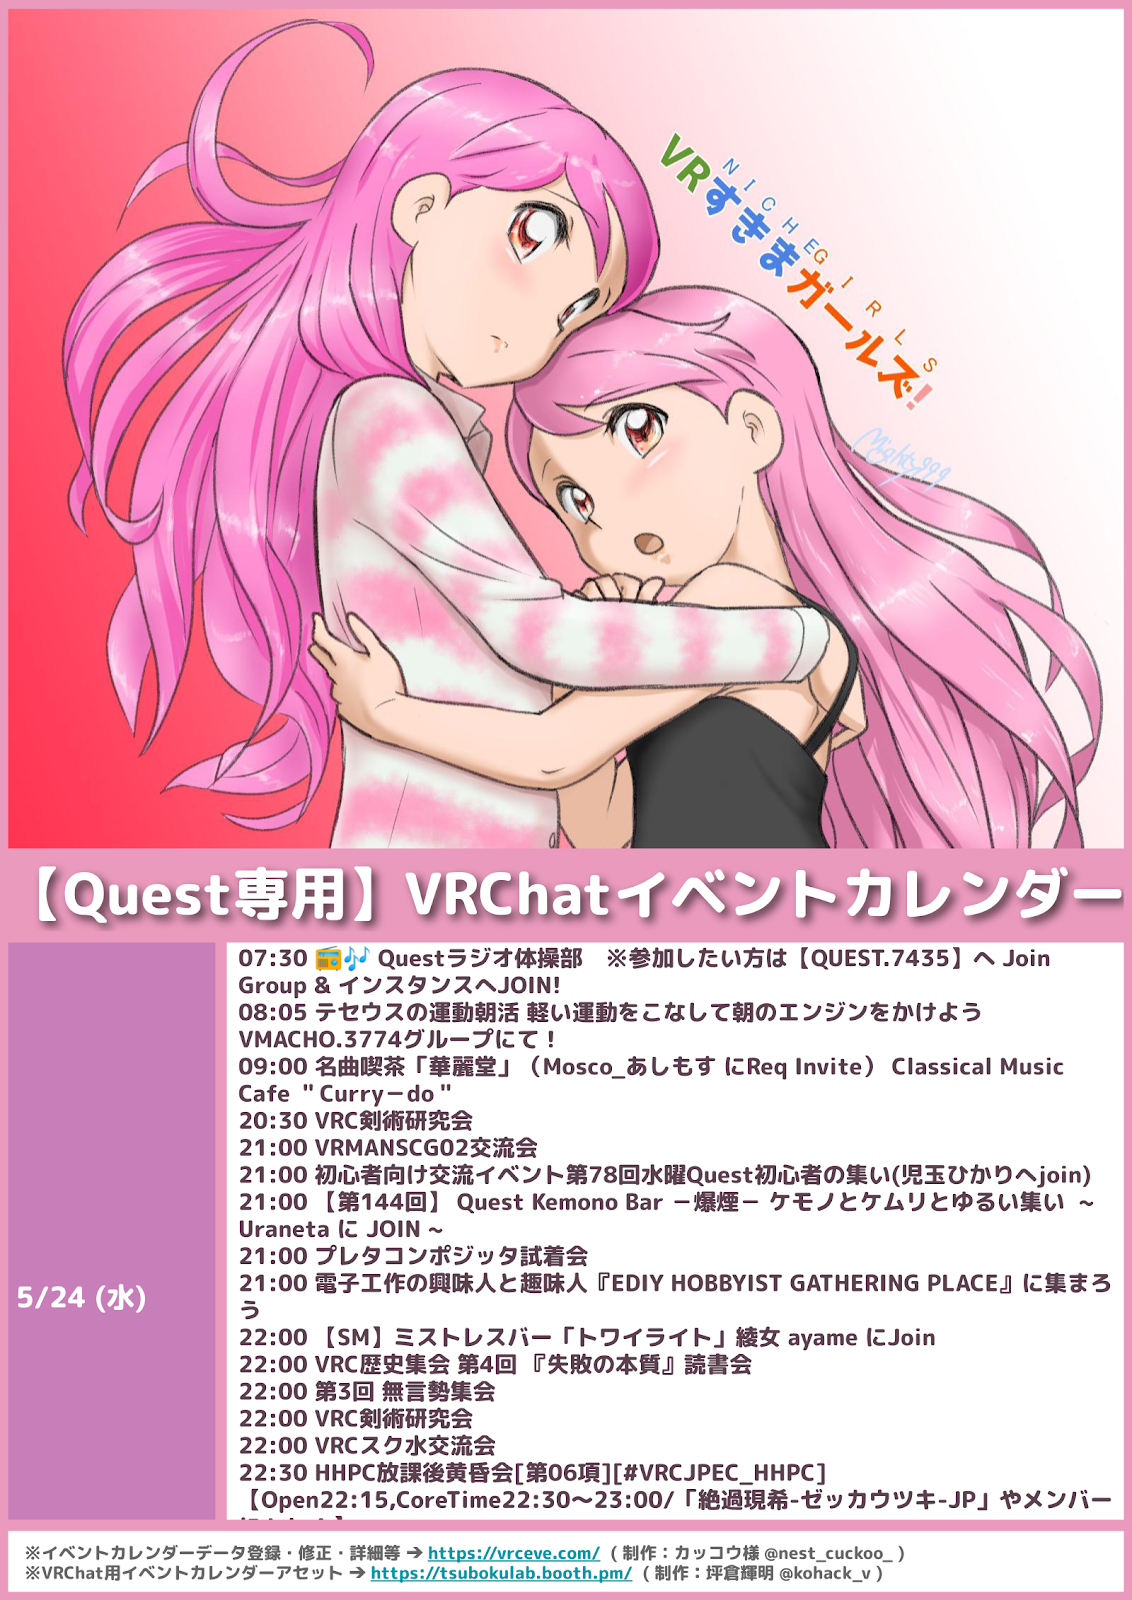 NICHE GIRLS
VRすきまガールズ!
Mighty999
【Quest専用】VRChatイベントカレンダー
5/24 (水)
07:30 📻🎶 Questラジオ体操部　※参加したい方は【QUEST.7435】へ Join
Group & インスタンスへJOIN!
08:05 テセウスの運動朝活 軽い運動をこなして朝のエンジンをかけよう
VMACHO.3774グループにて！
09:00 名曲喫茶「華麗堂」（Mosco_あしもす にReq Invite） Classical Music
Cafe ＂Curry－do＂
20:30 VRC剣術研究会
21:00 VRMANSCG02交流会
21:00 初心者向け交流イベント第78回水曜Quest初心者の集い(児玉ひかりへjoin)
21:00 【第144回】 Quest Kemono Bar －爆煙－ ケモノとケムリとゆるい集い ～
Uraneta に JOIN ～
21:00 プレタコンポジッタ試着会
21:00 電子工作の興味人と趣味人『EDIY HOBBYIST GATHERING PLACE』に集まろ
う
22:00 【SM】ミストレスバー「トワイライト」綾女 ayame にJoin
22:00 VRC歴史集会 第4回 『失敗の本質』読書会
22:00 第3回 無言勢集会
22:00 VRC剣術研究会
22:00 VRCスク水交流会
22:30 HHPC放課後黄昏会[第06項][#VRCJPEC_HHPC]
【Open22:15,CoreTime22:30～23:00/「絶過現希-ゼッカウツキ-JP」やメンバー
※イベントカレンダーデータ登録・修正・詳細等 ➔ https://vrceve.com/ （ 制作：カッコウ様 @nest_cuckoo_ ）
※VRChat用イベントカレンダーアセット ➔ https://tsubokulab.booth.pm/ （ 制作：坪倉輝明 @kohack_v ）